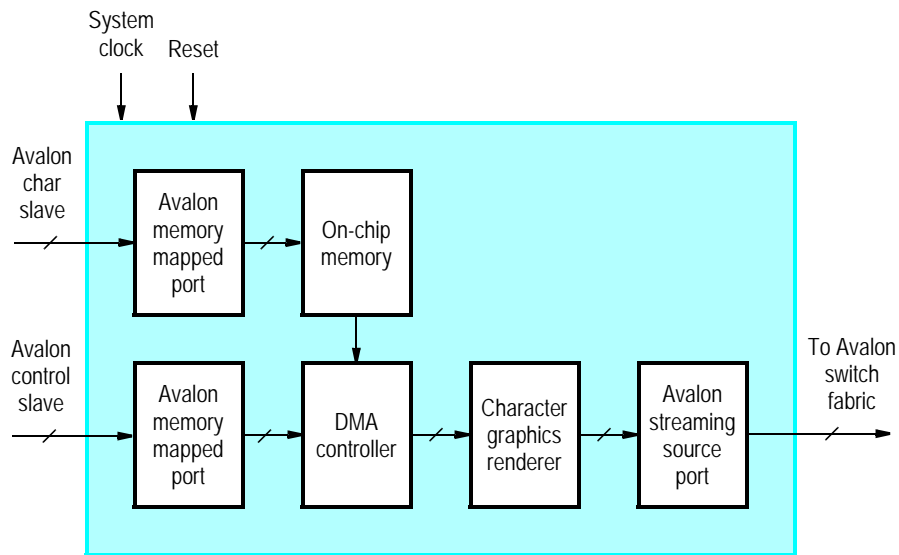 System
clock
Reset
Avalon
char
slave
Avalon
memory
mapped
port
On-chip
memory
Avalon
control
slave
Avalon
memory
mapped
port
DMA
controller
Character
graphics
renderer
Avalon
streaming
source
port
To Avalon
switch
fabric